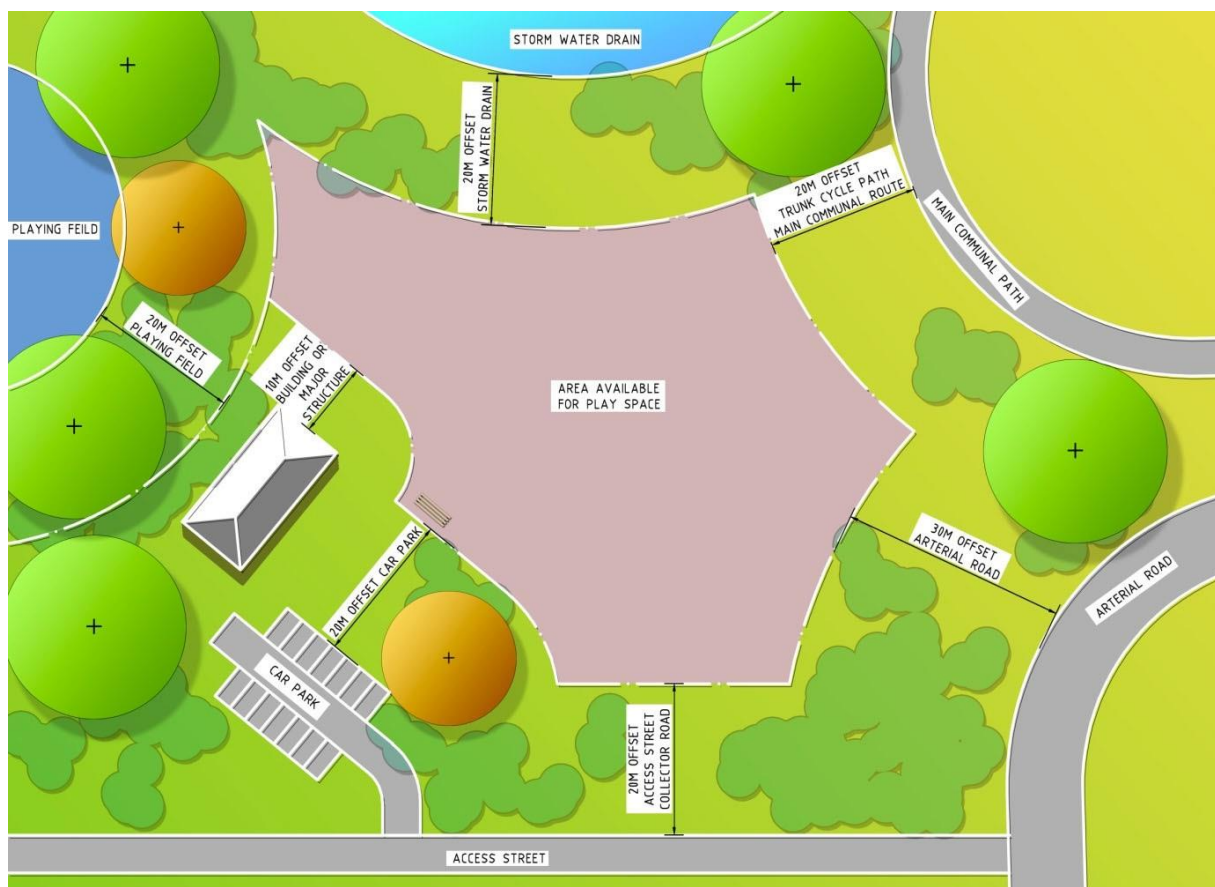 STORM WATER DRAIN
20M OFFSET
STORM WATER DRAIN
20M OFFSET
TRUNK CYCLE PATH
MAIN COMMUNAL ROUTE
MAIN COMMUNAL PATH
PLAYING FEILD
20M OFFSET
PLAYING FIELD
10M OFFSET
BUILDING OR
MAJOR
STRUCTURE
AREA AVAILABLE
FOR PLAY SPACE
30M OFFSET
ARTERIAL ROAD
ARTERIAL ROAD
20M OFFSET CAR PARK
CAR PARK
20M OFFSET
ACCESS STREET
COLLECTOR ROAD
ACCESS STREET